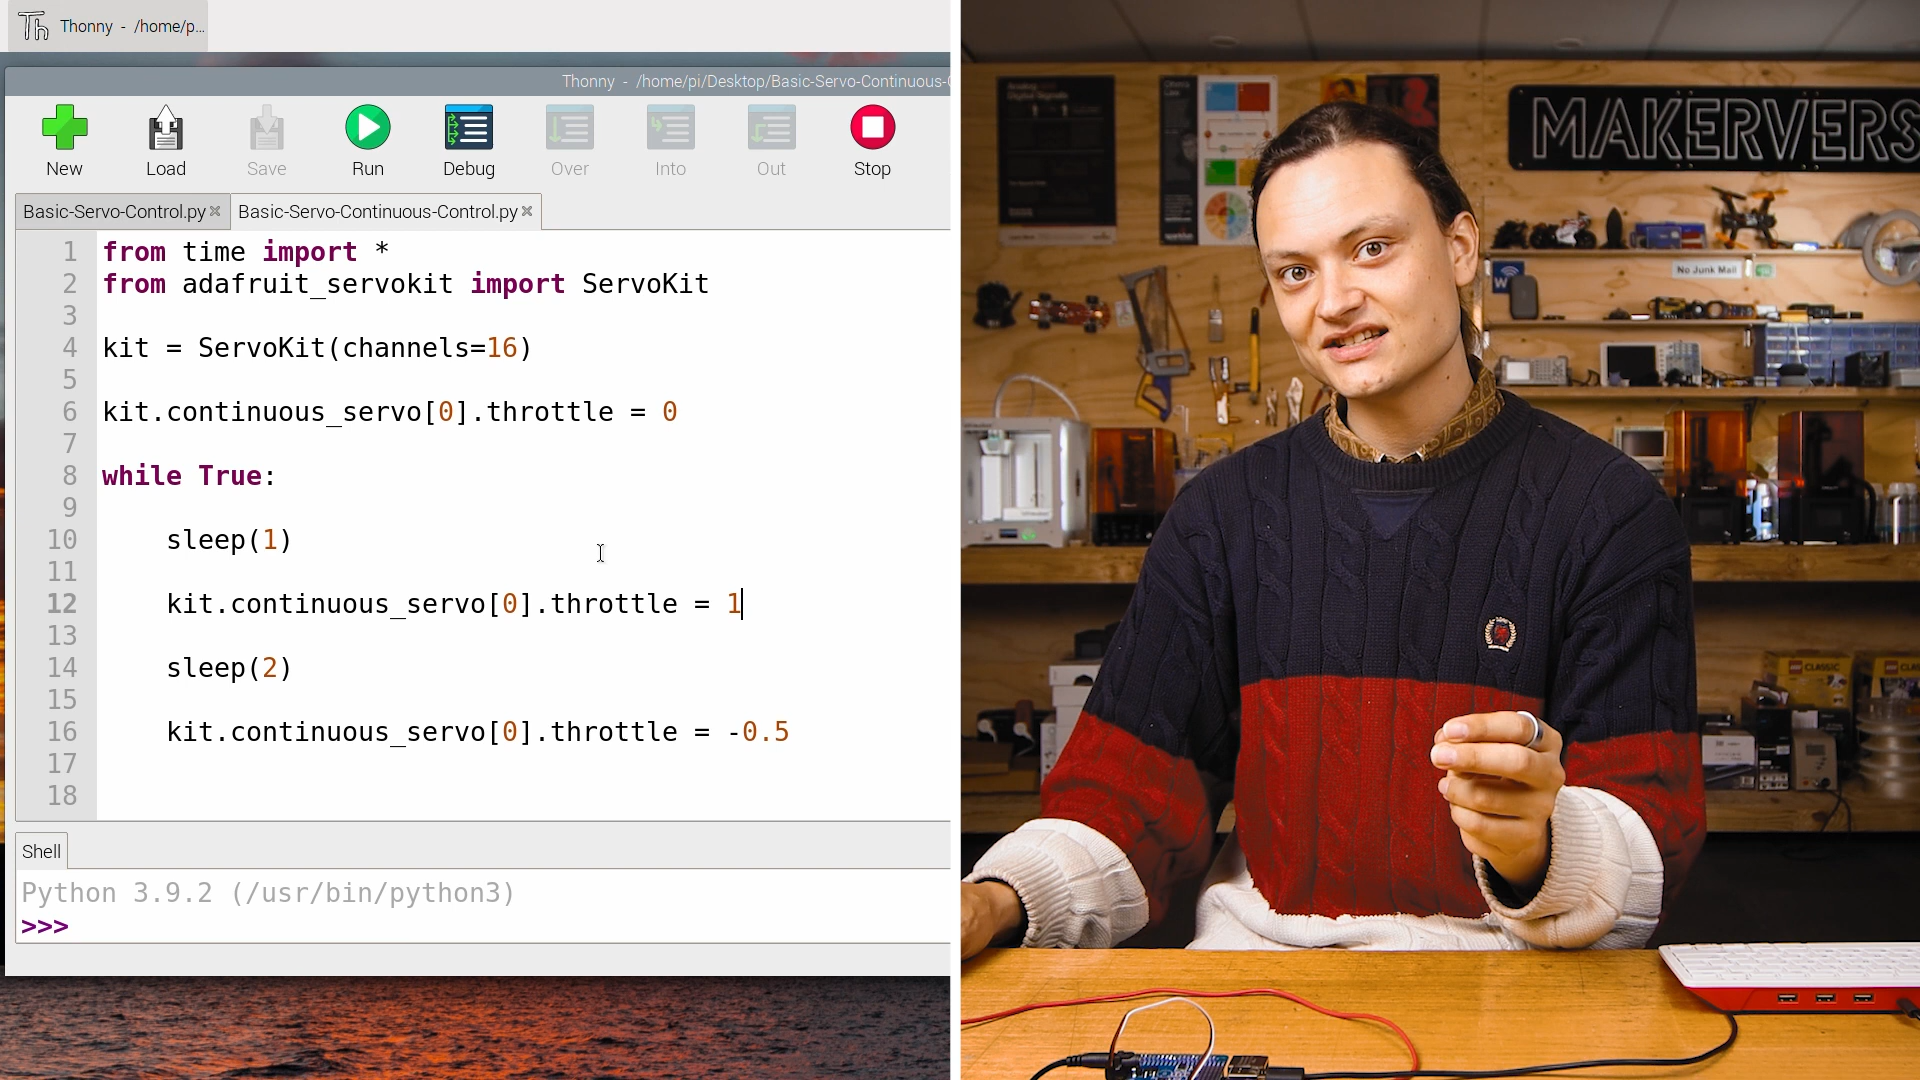 Thonny - /home/p...
Thonny - /home/pi/Desktop/Basic-Servo-Continuous-
New Load Save Run Debug Over Into Out Stop
Basic-Servo-Control.py Basic-Servo-Continuous-Control.py
1 from time import *
2 from adafruit_servokit import ServoKit
3
4 kit = ServoKit(channels=16)
5
6 kit.continuous_servo[0].throttle = 0
7
8 while True:
9
10 sleep(1)
11
12 kit.continuous_servo[0].throttle = 1
13
14 sleep(2)
15
16 kit.continuous_servo[0].throttle = -0.5
17
18
Shell
Python 3.9.2 (/usr/bin/python3)
>>>
MAKERVERS
No Junk Mail
W
CLASSIC
CLASSIC